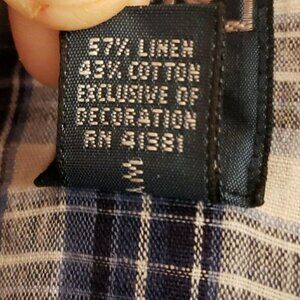 57% LINEN
43% COTTON
EXCLUSIVE OF
DECORATION
RN 41381